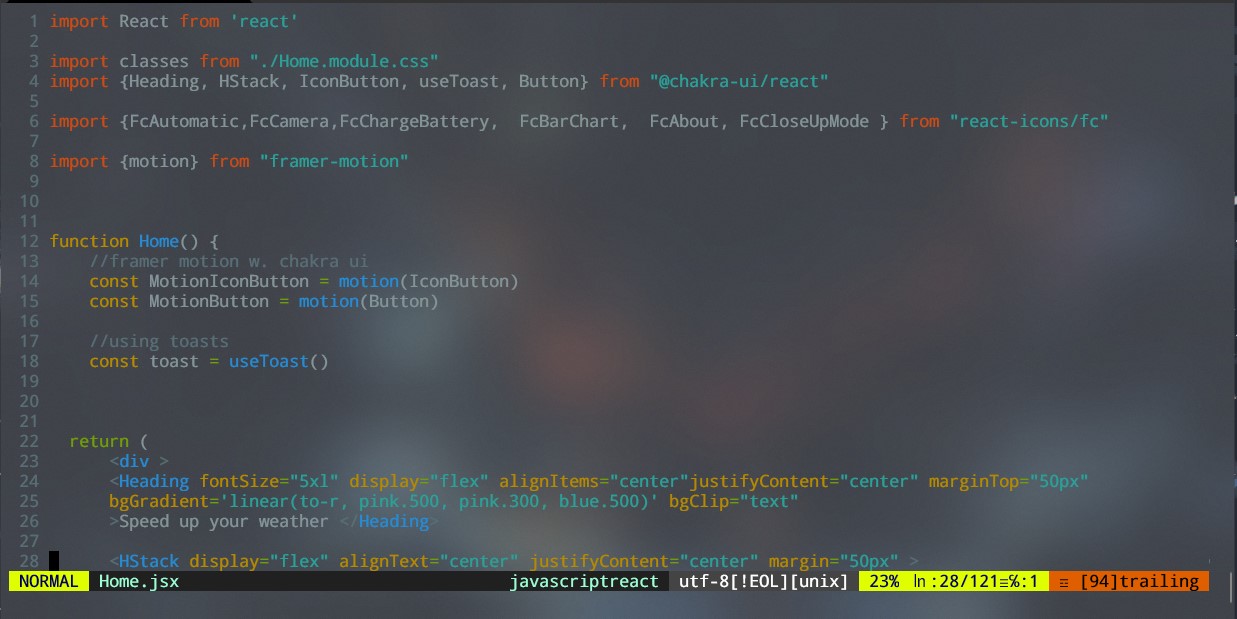 1 import React from 'react'
2
3 import classes from "./Home.module.css"
4 import {Heading, HStack, IconButton, useToast, Button} from "@chakra-ui/react"
5
6 import {FcAutomatic,FcCamera,FcChargeBattery,  FcBarChart,  FcAbout, FcCloseUpMode } from "react-icons/fc"
7
8 import {motion} from "framer-motion"
9
10
11
12 function Home() {
13     //framer motion w. chakra ui
14     const MotionIconButton = motion(IconButton)
15     const MotionButton = motion(Button)
16
17     //using toasts
18     const toast = useToast()
19
20
21
22   return (
23       <div >
24       <Heading fontSize="5xl" display="flex" alignItems="center"justifyContent="center" marginTop="50px"
25       bgGradient='linear(to-r, pink.500, pink.300, blue.500)' bgClip="text"
26       >Speed up your weather </Heading>
27
28       <HStack display="flex" alignText="center" justifyContent="center" margin="50px" >
NORMAL Home.jsx javascriptreact utf-8[!EOL][unix] 23% ln:28/121≡%:1 ≡ [94]trailing